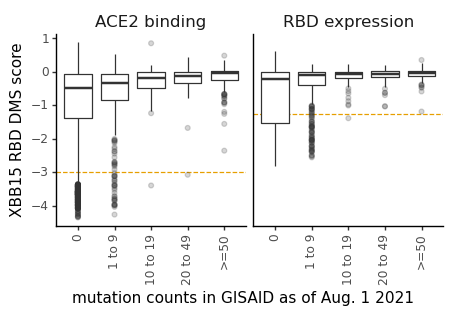 ACE2 binding
RBD expression
XBB15 RBD DMS score
1
0
−1
−2
−3
−4
0
1 to 9
10 to 19
20 to 49
>=50
0
1 to 9
10 to 19
20 to 49
>=50
mutation counts in GISAID as of Aug. 1 2021